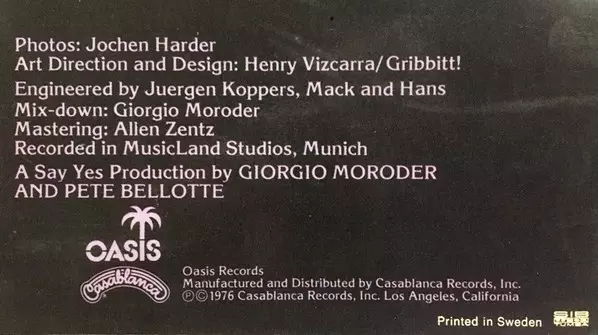 Photos: Jochen Harder
Art Direction and Design: Henry Vizcarra/Gribbitt!
Engineered by Juergen Koppers, Mack and Hans
Mix-down: Giorgio Moroder
Mastering: Allen Zentz
Recorded in MusicLand Studios, Munich
A Say Yes Production by GIORGIO MORODER
AND PETE BELLOTTE
OASIS
Casablanca
Oasis Records
Manufactured and Distributed by Casablanca Records, Inc.
Ⓟ©1976 Casablanca Records, Inc. Los Angeles, California
Printed in Sweden